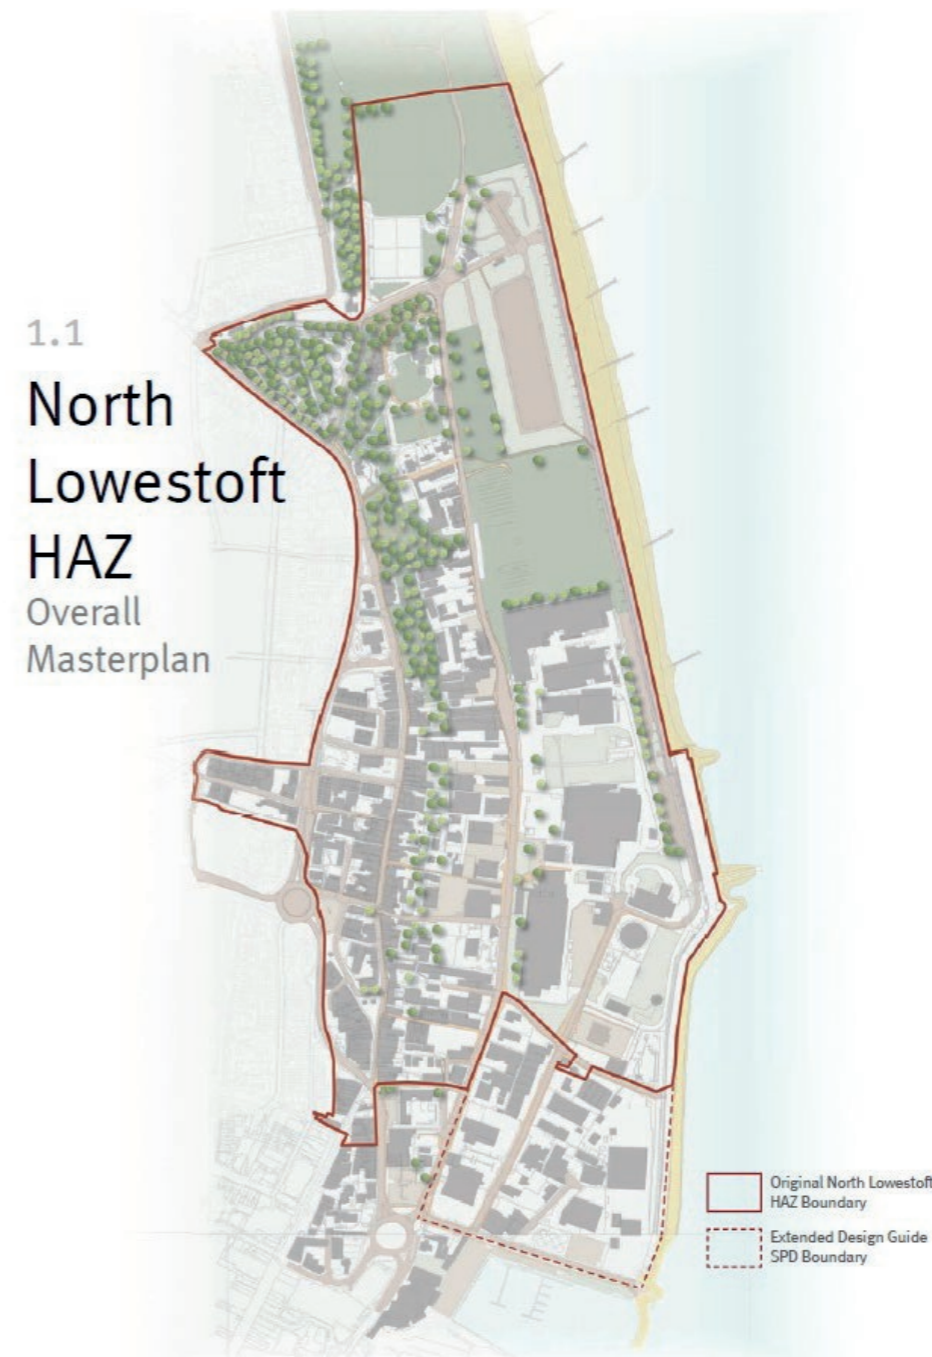 1.1
North
Lowestoft
HAZ
Overall
Masterplan
Original North Lowestoft
HAZ Boundary
Extended Design Guide
SPD Boundary